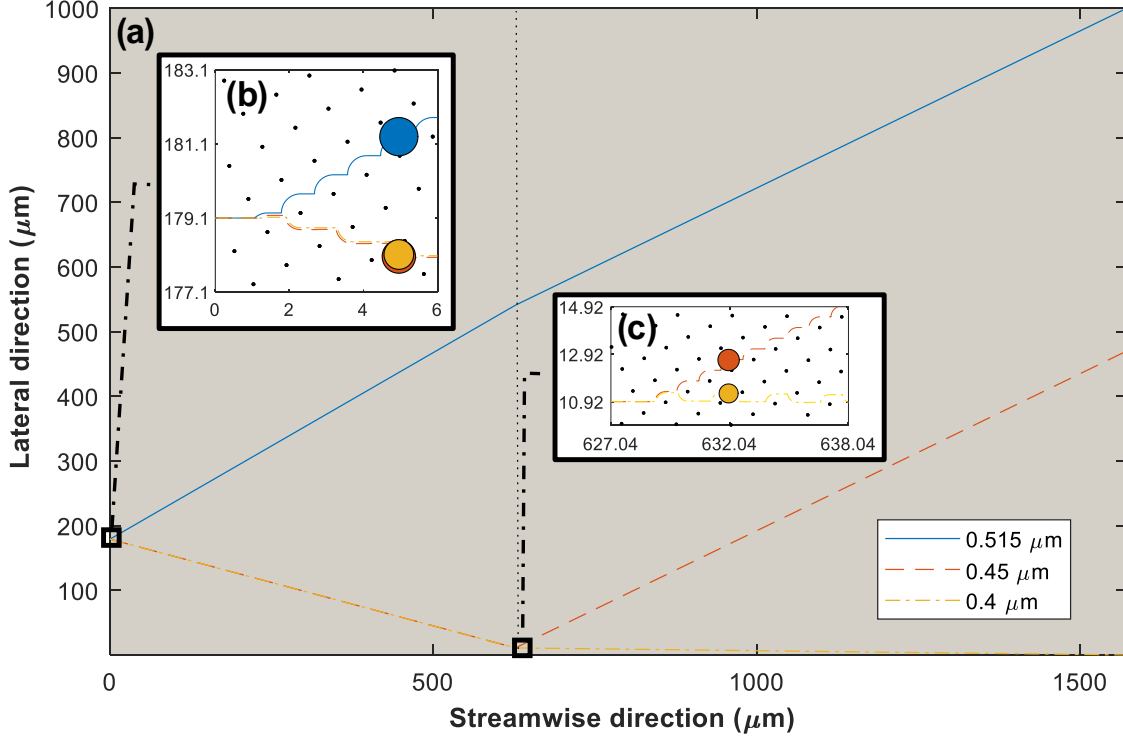 (a)
1000
900
800
700
600
500
400
300
200
100
Lateral direction (μm)
(b)
183.1
181.1
179.1
177.1
0 2 4 6
(c)
14.92
12.92
10.92
627.04 632.04 638.04
0.515 μm
0.45 μm
0.4 μm
0 500 1000 1500
Streamwise direction (μm)